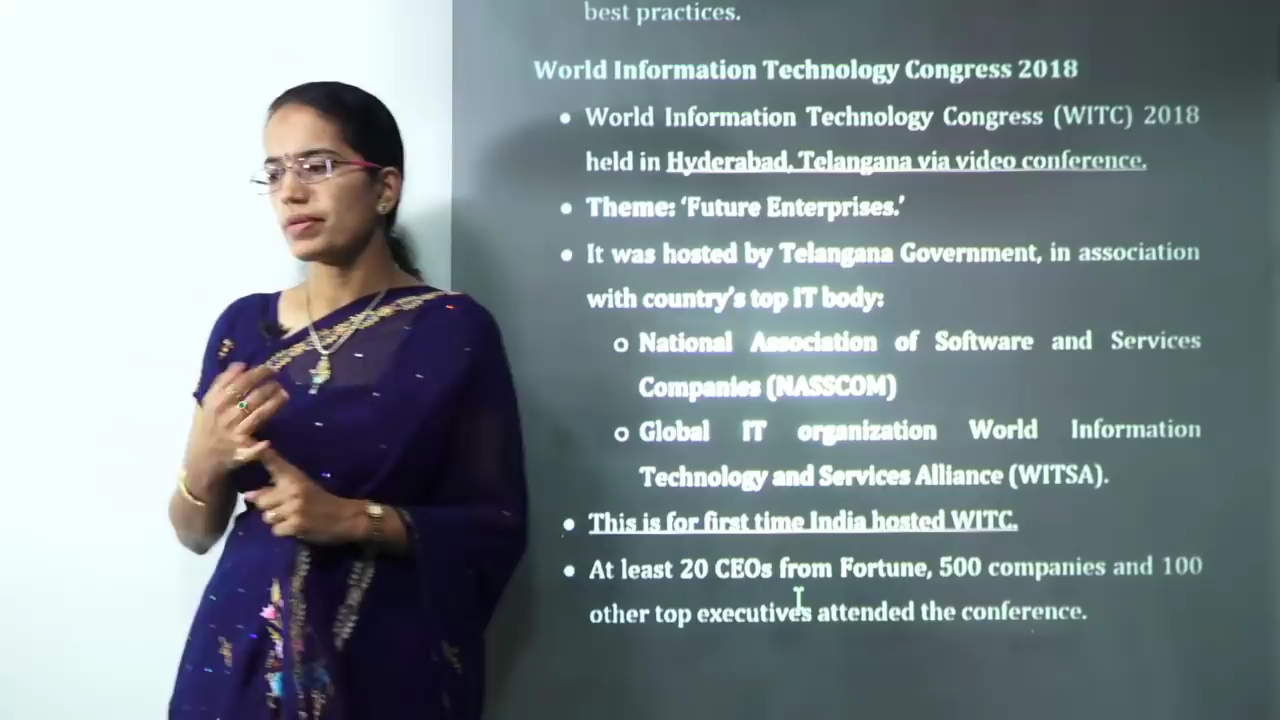 best practices.
World Information Technology Congress 2018
• World Information Technology Congress (WITC) 2018
held in Hyderabad, Telangana via video conference.
• Theme: ‘Future Enterprises.’
• It was hosted by Telangana Government, in association
with country's top IT body:
o National Association of Software and Services
Companies (NASSCOM)
o Global IT organization World Information
Technology and Services Alliance (WITSA).
• This is for first time India hosted WITC.
• At least 20 CEOs from Fortune, 500 companies and 100
other top executives attended the conference.